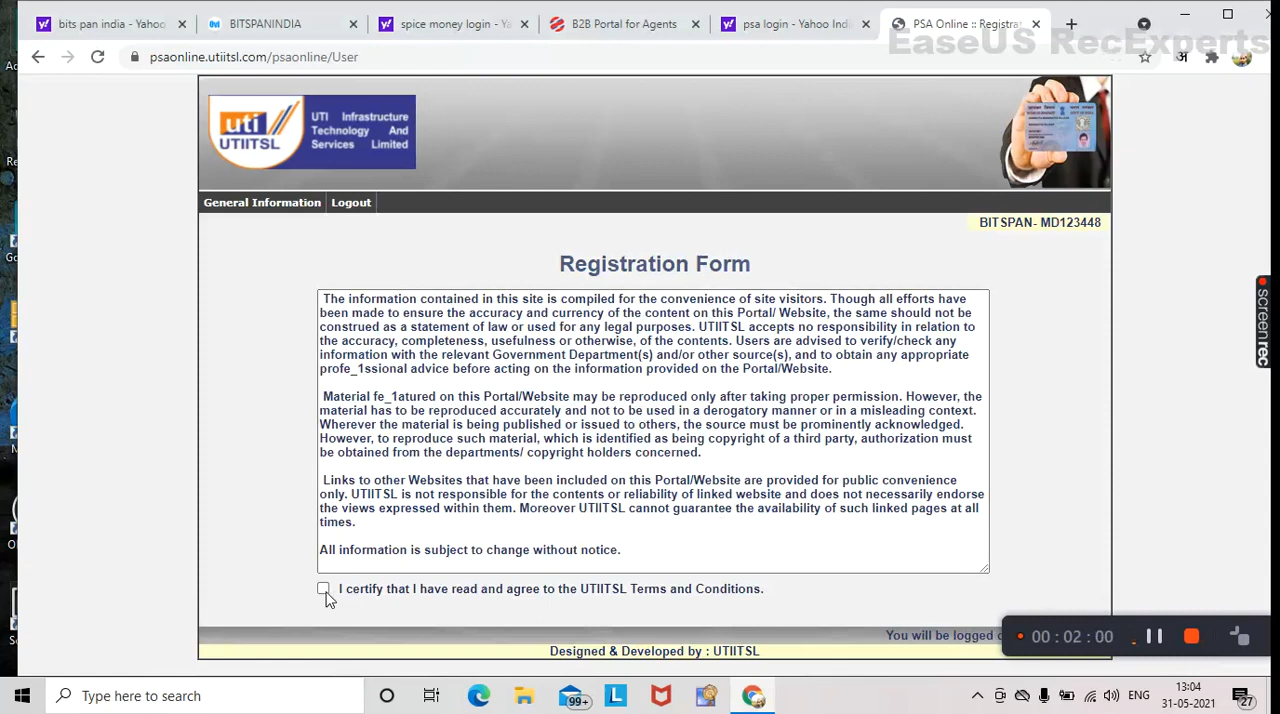 bits pan india - Yahoo
BITSPANINDIA
spice money login - Y
B2B Portal for Agents
psa login - Yahoo Ind
PSA Online :: Registrat
EaseUS RecExperts
psaonline.utiitsl.com/psaonline/User
uti
UTIITSL
UTI Infrastructure
Technology And
Services Limited
General Information
Logout
BITSPAN- MD123448
Registration Form
The information contained in this site is compiled for the convenience of site visitors. Though all efforts have
been made to ensure the accuracy and currency of the content on this Portal/ Website, the same should not be
construed as a statement of law or used for any legal purposes. UTIITSL accepts no responsibility in relation to
the accuracy, completeness, usefulness or otherwise, of the contents. Users are advised to verify/check any
information with the relevant Government Department(s) and/or other source(s), and to obtain any appropriate
profe_1ssional advice before acting on the information provided on the Portal/Website.
Material fe_1atured on this Portal/Website may be reproduced only after taking proper permission. However, the
material has to be reproduced accurately and not to be used in a derogatory manner or in a misleading context.
Wherever the material is being published or issued to others, the source must be prominently acknowledged.
However, to reproduce such material, which is identified as being copyright of a third party, authorization must
be obtained from the departments/ copyright holders concerned.
Links to other Websites that have been included on this Portal/Website are provided for public convenience
only. UTIITSL is not responsible for the contents or reliability of linked website and does not necessarily endorse
the views expressed within them. Moreover UTIITSL cannot guarantee the availability of such linked pages at all
times.
All information is subject to change without notice.
I certify that I have read and agree to the UTIITSL Terms and Conditions.
You will be logged
00:02:00
Designed & Developed by : UTIITSL
screenrec
Type here to search
99+
L
ENG
13:04
31-05-2021
27